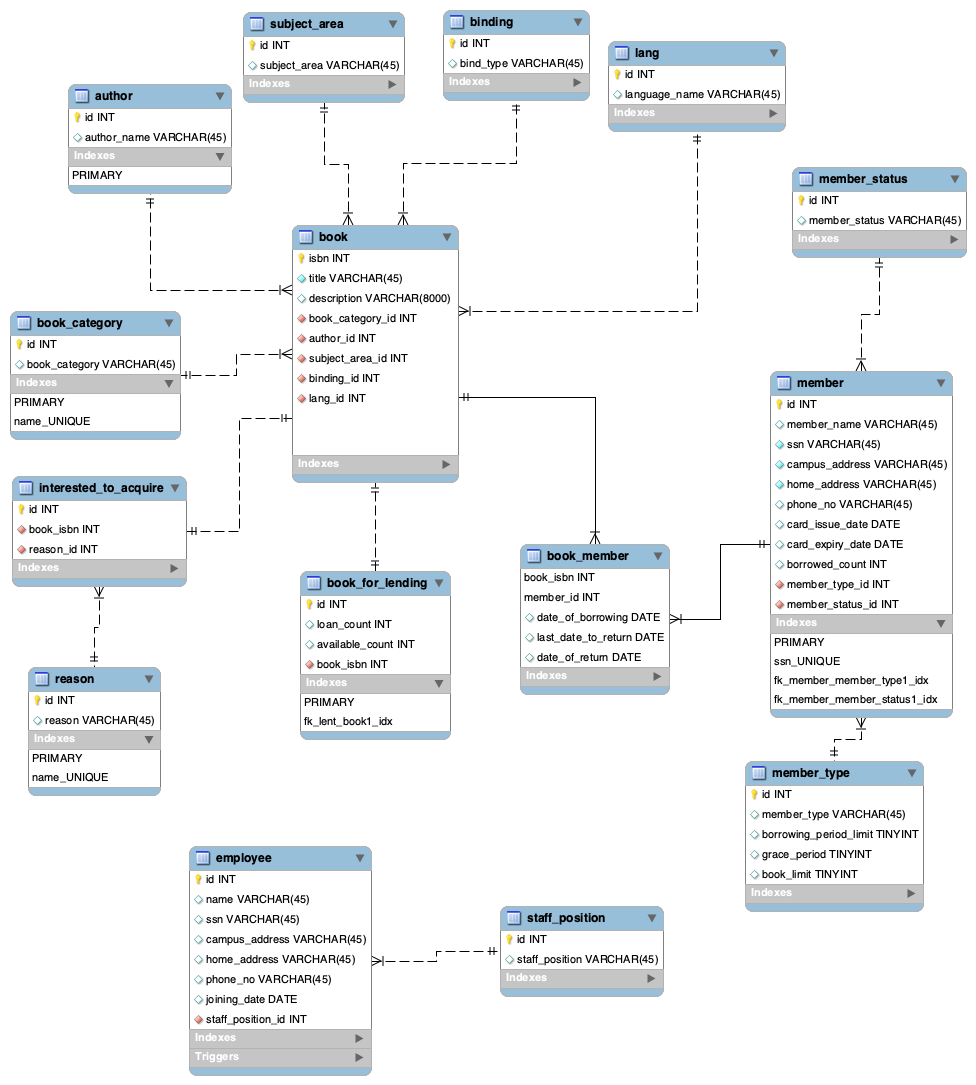 subject_area
id INT
subject_area VARCHAR(45)
Indexes
binding
id INT
bind_type VARCHAR(45)
Indexes
lang
id INT
language_name VARCHAR(45)
Indexes
author
id INT
author_name VARCHAR(45)
Indexes
PRIMARY
member_status
id INT
member_status VARCHAR(45)
Indexes
book
isbn INT
title VARCHAR(45)
description VARCHAR(8000)
book_category_id INT
author_id INT
subject_area_id INT
binding_id INT
lang_id INT
Indexes
book_category
id INT
book_category VARCHAR(45)
Indexes
PRIMARY
name_UNIQUE
member
id INT
member_name VARCHAR(45)
ssn VARCHAR(45)
campus_address VARCHAR(45)
home_address VARCHAR(45)
phone_no VARCHAR(45)
card_issue_date DATE
card_expiry_date DATE
borrowed_count INT
member_type_id INT
member_status_id INT
Indexes
PRIMARY
ssn_UNIQUE
fk_member_member_type1_idx
fk_member_member_status1_idx
interested_to_acquire
id INT
book_isbn INT
reason_id INT
Indexes
book_for_lending
id INT
loan_count INT
available_count INT
book_isbn INT
Indexes
PRIMARY
fk_lent_book1_idx
book_member
book_isbn INT
member_id INT
date_of_borrowing DATE
last_date_to_return DATE
date_of_return DATE
Indexes
reason
id INT
reason VARCHAR(45)
Indexes
PRIMARY
name_UNIQUE
member_type
id INT
member_type VARCHAR(45)
borrowing_period_limit TINYINT
grace_period TINYINT
book_limit TINYINT
Indexes
employee
id INT
name VARCHAR(45)
ssn VARCHAR(45)
campus_address VARCHAR(45)
home_address VARCHAR(45)
phone_no VARCHAR(45)
joining_date DATE
staff_position_id INT
Indexes
Triggers
staff_position
id INT
staff_position VARCHAR(45)
Indexes